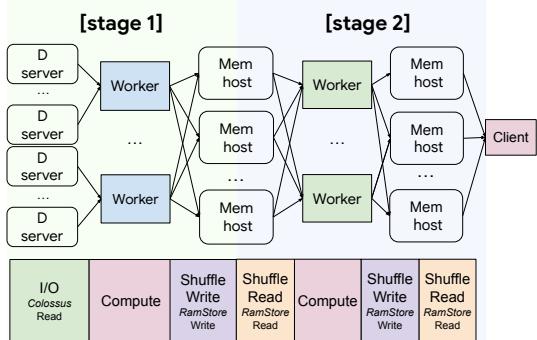 [stage 1]
[stage 2]
D
server
...
D
server
D
server
...
D
server
Worker
...
Worker
Mem
host
Mem
host
...
Mem
host
Worker
...
Worker
Mem
host
Mem
host
...
Mem
host
Client
I/O
Colossus
Read
Compute
Shuffle
Write
RamStore
Write
Shuffle
Read
RamStore
Read
Compute
Shuffle
Write
RamStore
Write
Shuffle
Read
RamStore
Read